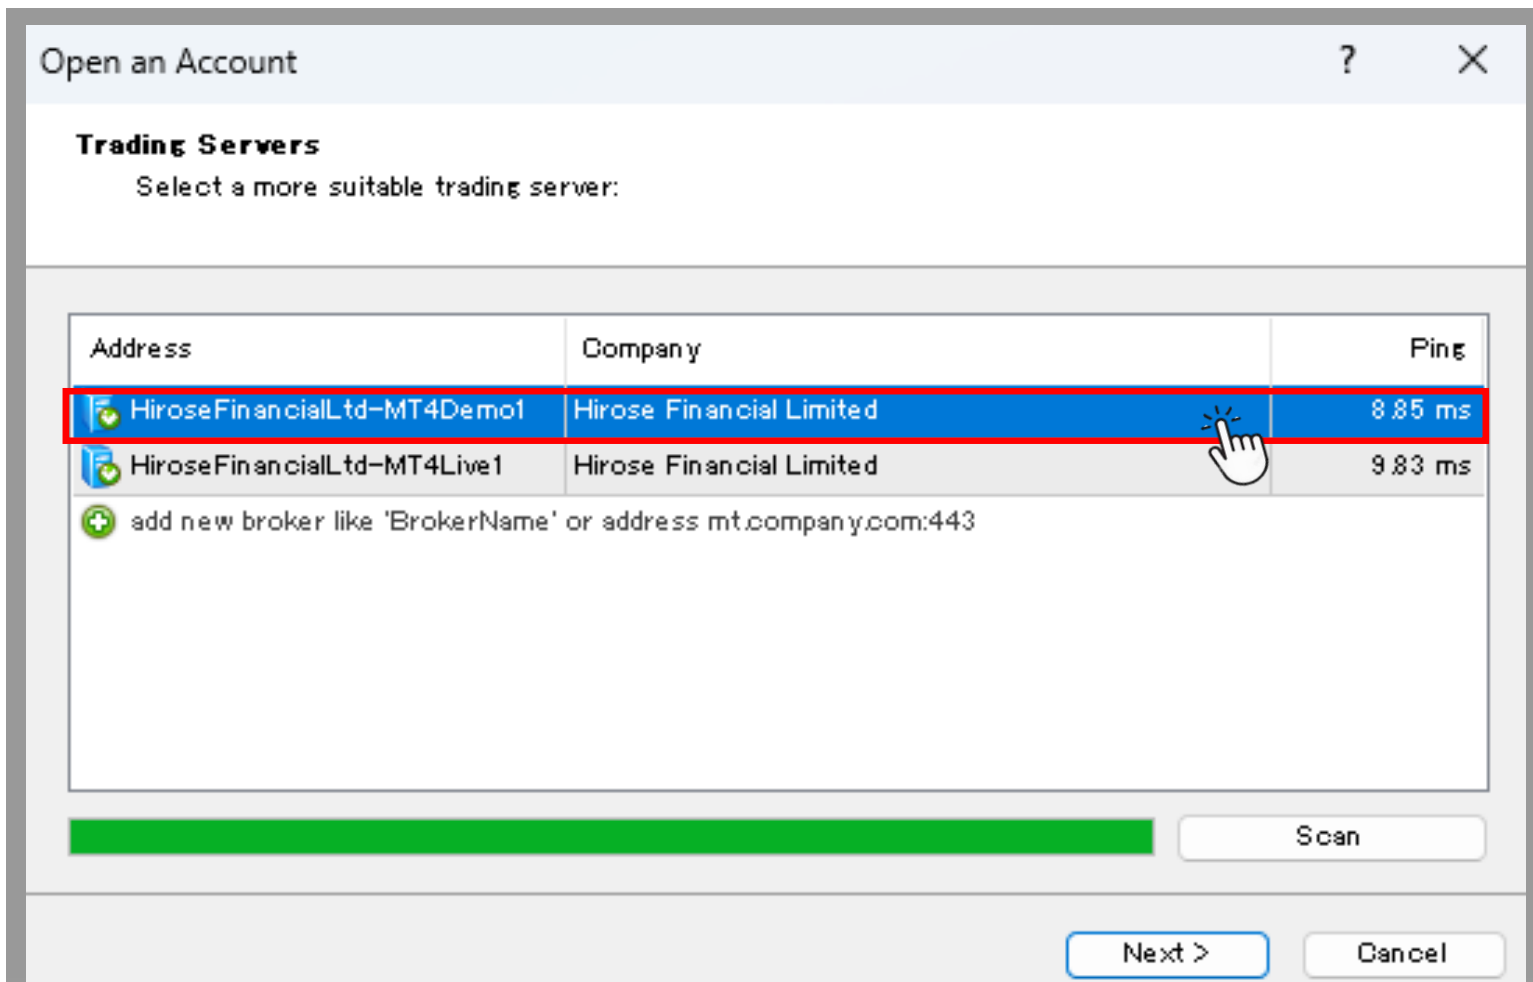 Open an Account ?
Trading Servers
Select a more suitable trading server:
Address Company Ping
HiroseFinancialLtd-MT4Demo1 Hirose Financial Limited 8.85 ms
HiroseFinancialLtd-MT4Live1 Hirose Financial Limited 9.83 ms
add new broker like 'BrokerName' or address mt.company.com:443
Scan
Next > Cancel